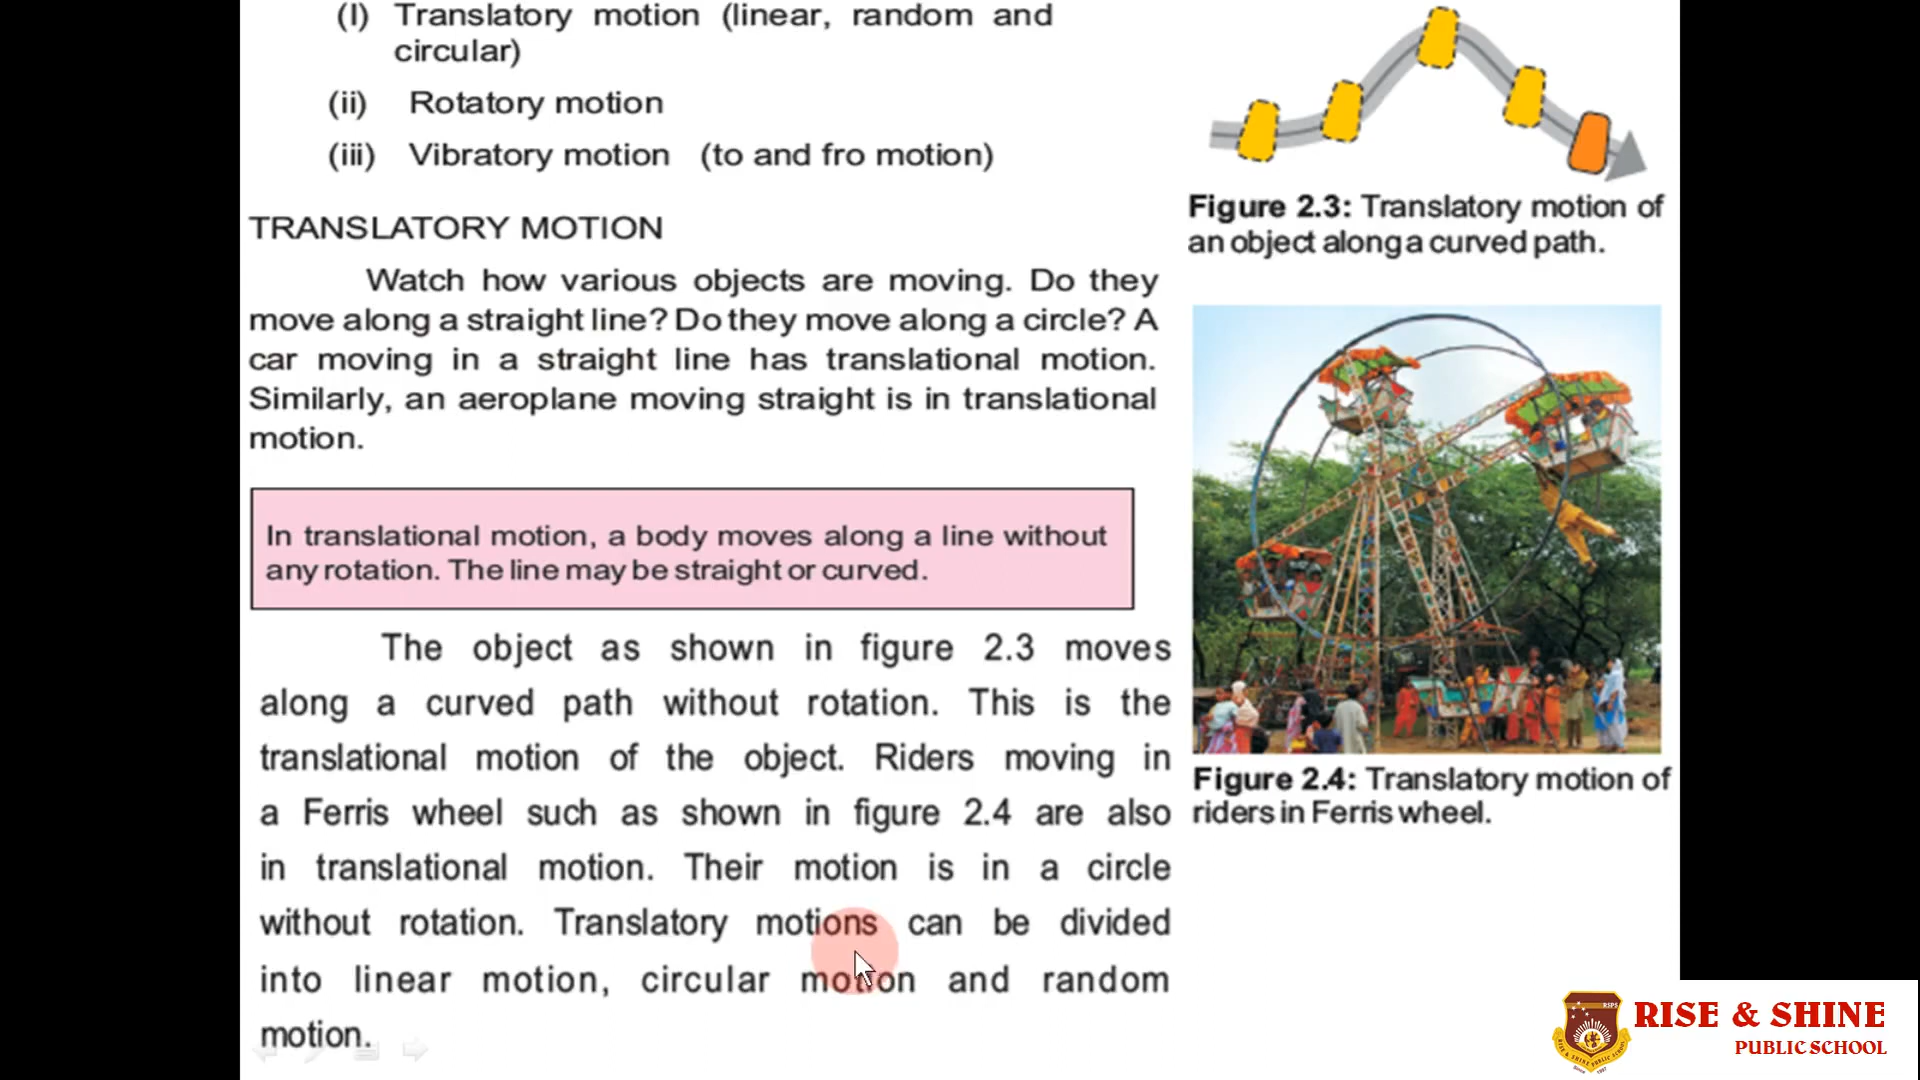 (I) Translatory motion (linear, random and
circular)
(ii) Rotatory motion
(iii) Vibratory motion (to and fro motion)
TRANSLATORY MOTION
Watch how various objects are moving. Do they
move along a straight line? Do they move along a circle? A
car moving in a straight line has translational motion.
Similarly, an aeroplane moving straight is in translational
motion.
In translational motion, a body moves along a line without
any rotation. The line may be straight or curved.
The object as shown in figure 2.3 moves
along a curved path without rotation. This is the
translational motion of the object. Riders moving in
a Ferris wheel such as shown in figure 2.4 are also
in translational motion. Their motion is in a circle
without rotation. Translatory motions can be divided
into linear motion, circular motion and random
motion.
Figure 2.3: Translatory motion of
an object along a curved path.
Figure 2.4: Translatory motion of
riders in Ferris wheel.
RSPS
RISE & SHINE PUBLIC SCHOOL
Since 1997
RISE & SHINE
PUBLIC SCHOOL